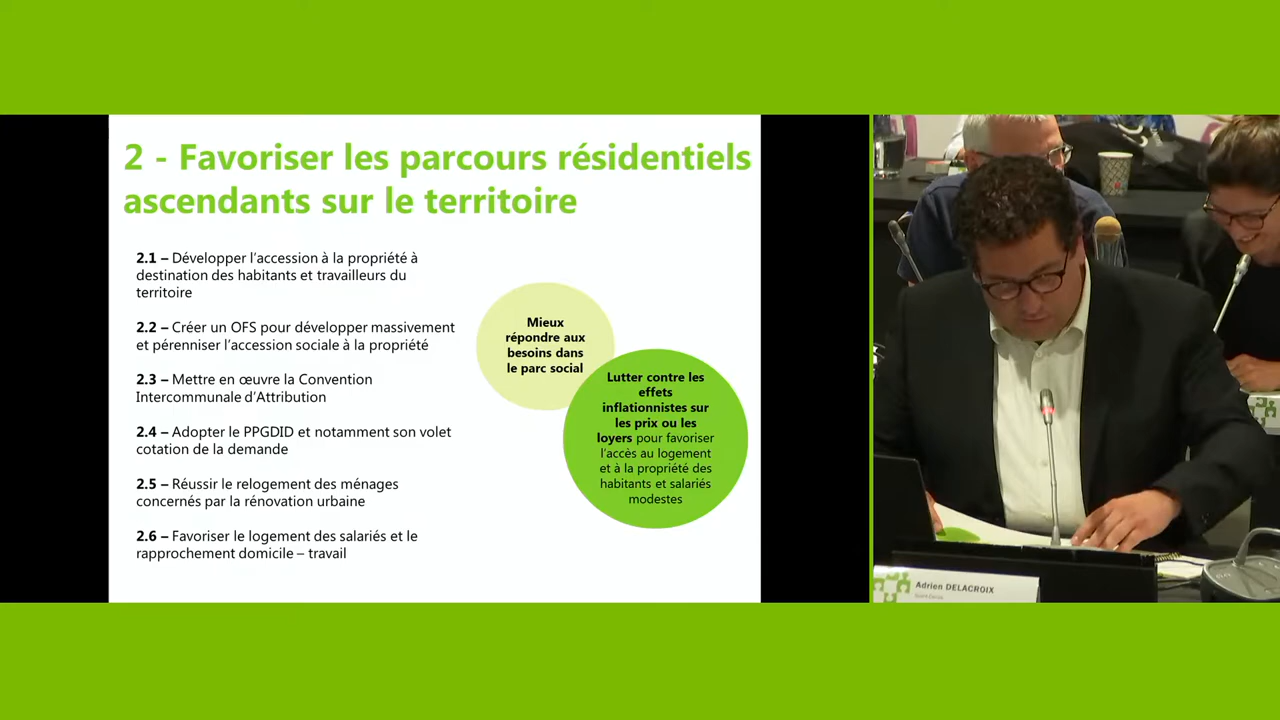 2 - Favoriser les parcours résidentiels
ascendants sur le territoire
2.1 – Développer l'accession à la propriété à
destination des habitants et travailleurs du
territoire
2.2 – Créer un OFS pour développer massivement
et pérenniser l'accession sociale à la propriété
2.3 – Mettre en œuvre la Convention
Intercommunale d'Attribution
2.4 – Adopter le PPGDID et notamment son volet
cotation de la demande
2.5 – Réussir le relogement des ménages
concernés par la rénovation urbaine
2.6 – Favoriser le logement des salariés et le
rapprochement domicile – travail
Mieux
répondre aux
besoins dans
le parc social
Lutter contre les
effets
inflationnistes sur
les prix ou les
loyers pour favoriser
l'accès au logement
et à la propriété des
habitants et salariés
modestes
Adrien DELACROIX